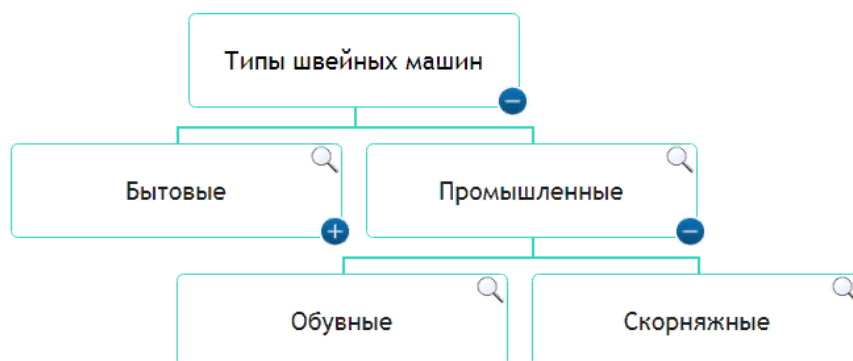 Типы швейных машин
Бытовые
Промышленные
Обувные
Скорняжные